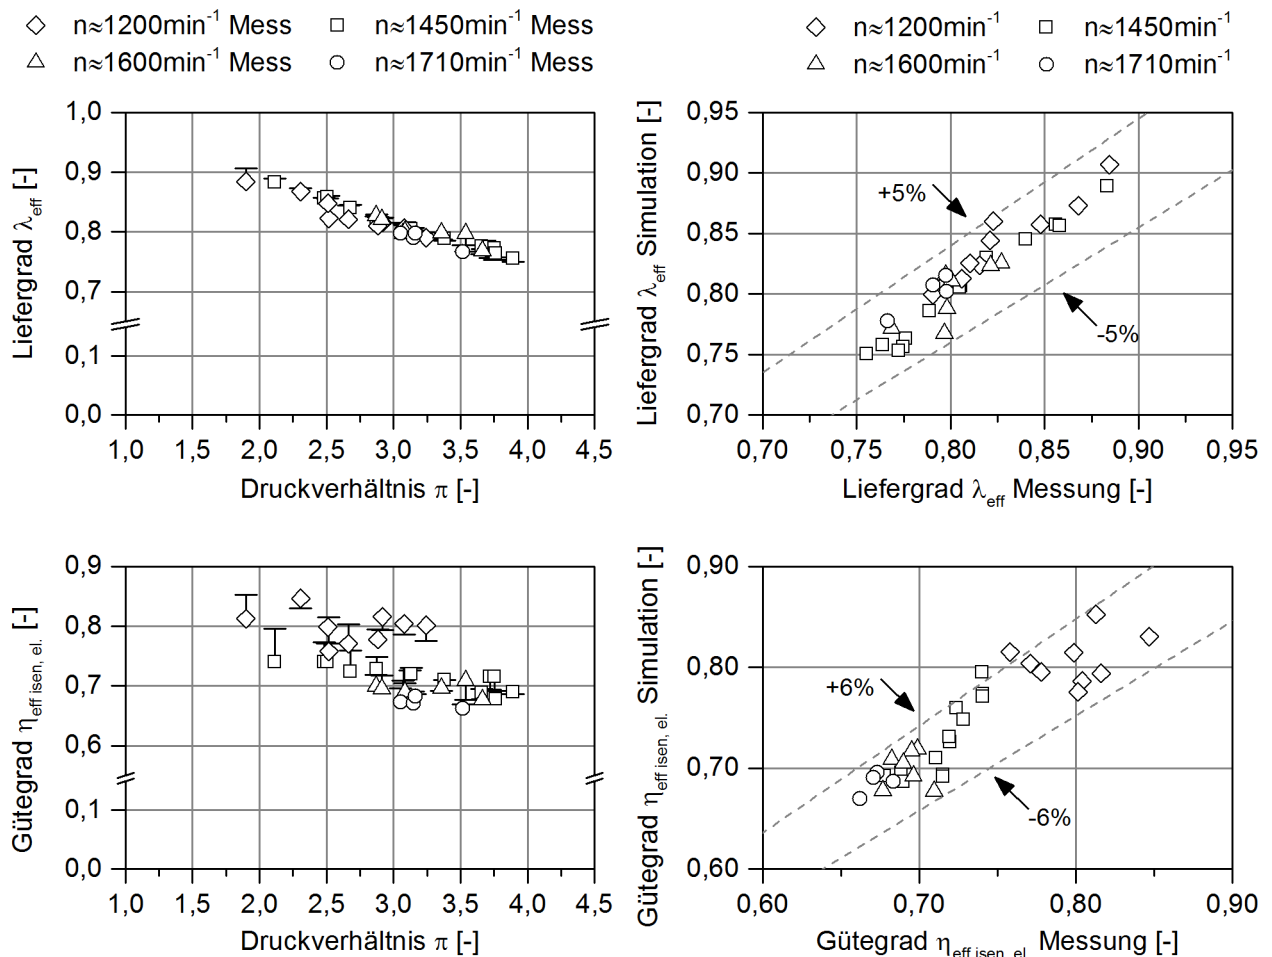 n≈1200min⁻¹ Mess n≈1450min⁻¹ Mess
n≈1600min⁻¹ Mess n≈1710min⁻¹ Mess
n≈1200min⁻¹ n≈1450min⁻¹
n≈1600min⁻¹ n≈1710min⁻¹
Liefergrad λeff [-]
1,0
0,9
0,8
0,7
0,1
0,0
1,0 1,5 2,0 2,5 3,0 3,5 4,0 4,5
Druckverhältnis π [-]
Liefergrad λeff Simulation [-]
0,95
0,90
0,85
0,80
0,75
0,70
+5%
-5%
0,70 0,75 0,80 0,85 0,90 0,95
Liefergrad λeff Messung [-]
Gütegrad ηeff isen, el. [-]
0,9
0,8
0,7
0,6
0,1
0,0
1,0 1,5 2,0 2,5 3,0 3,5 4,0 4,5
Druckverhältnis π [-]
Gütegrad ηeff isen, el. Simulation [-]
0,90
0,80
0,70
0,60
+6%
-6%
0,60 0,70 0,80 0,90
Gütegrad ηeff isen, el. Messung [-]